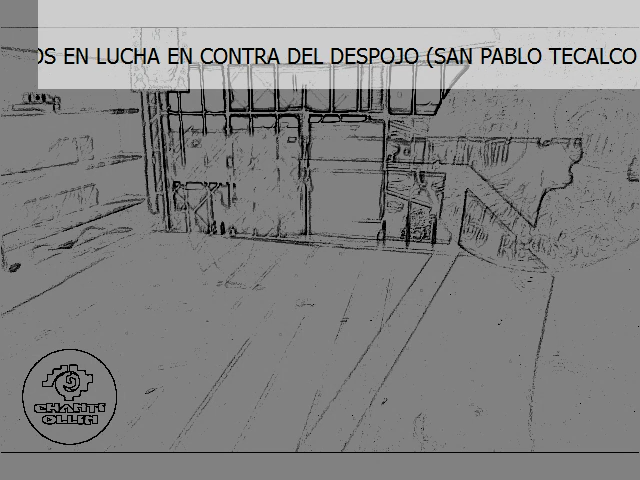 OS EN LUCHA EN CONTRA DEL DESPOJO (SAN PABLO TECALCO
CHANTI
OLLIN